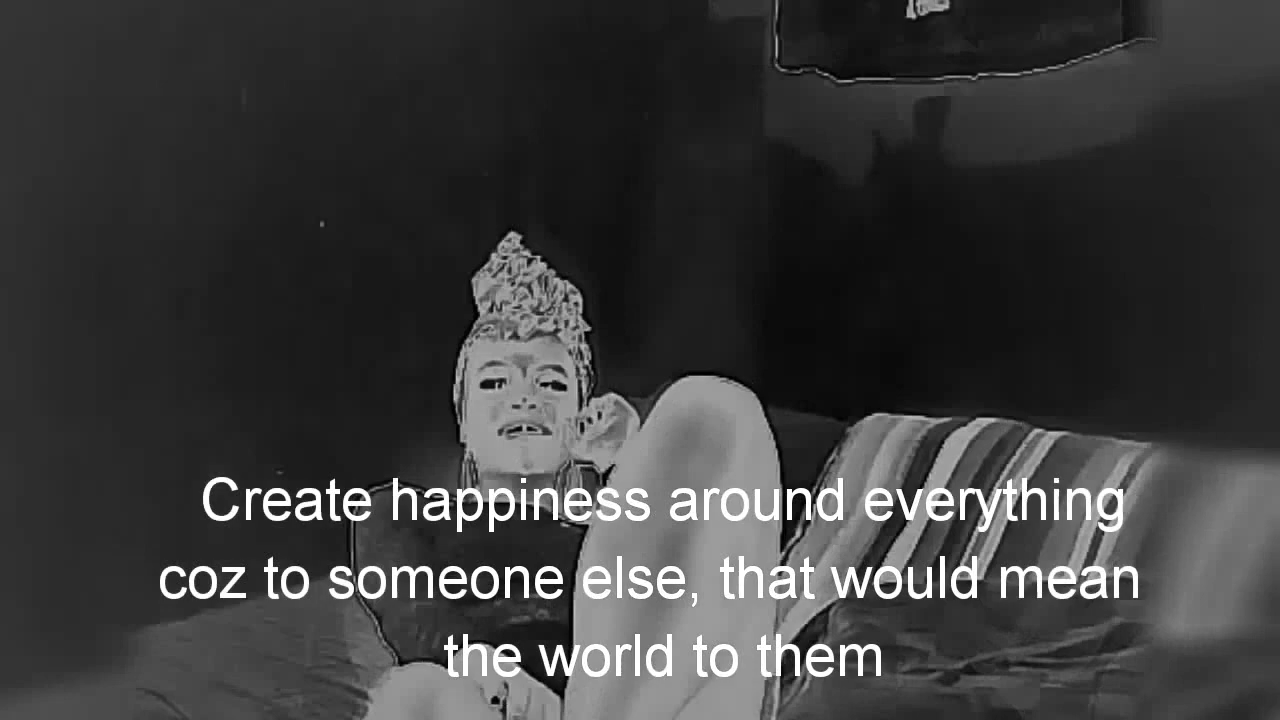 Create happiness around everything
coz to someone else, that would mean
the world to them